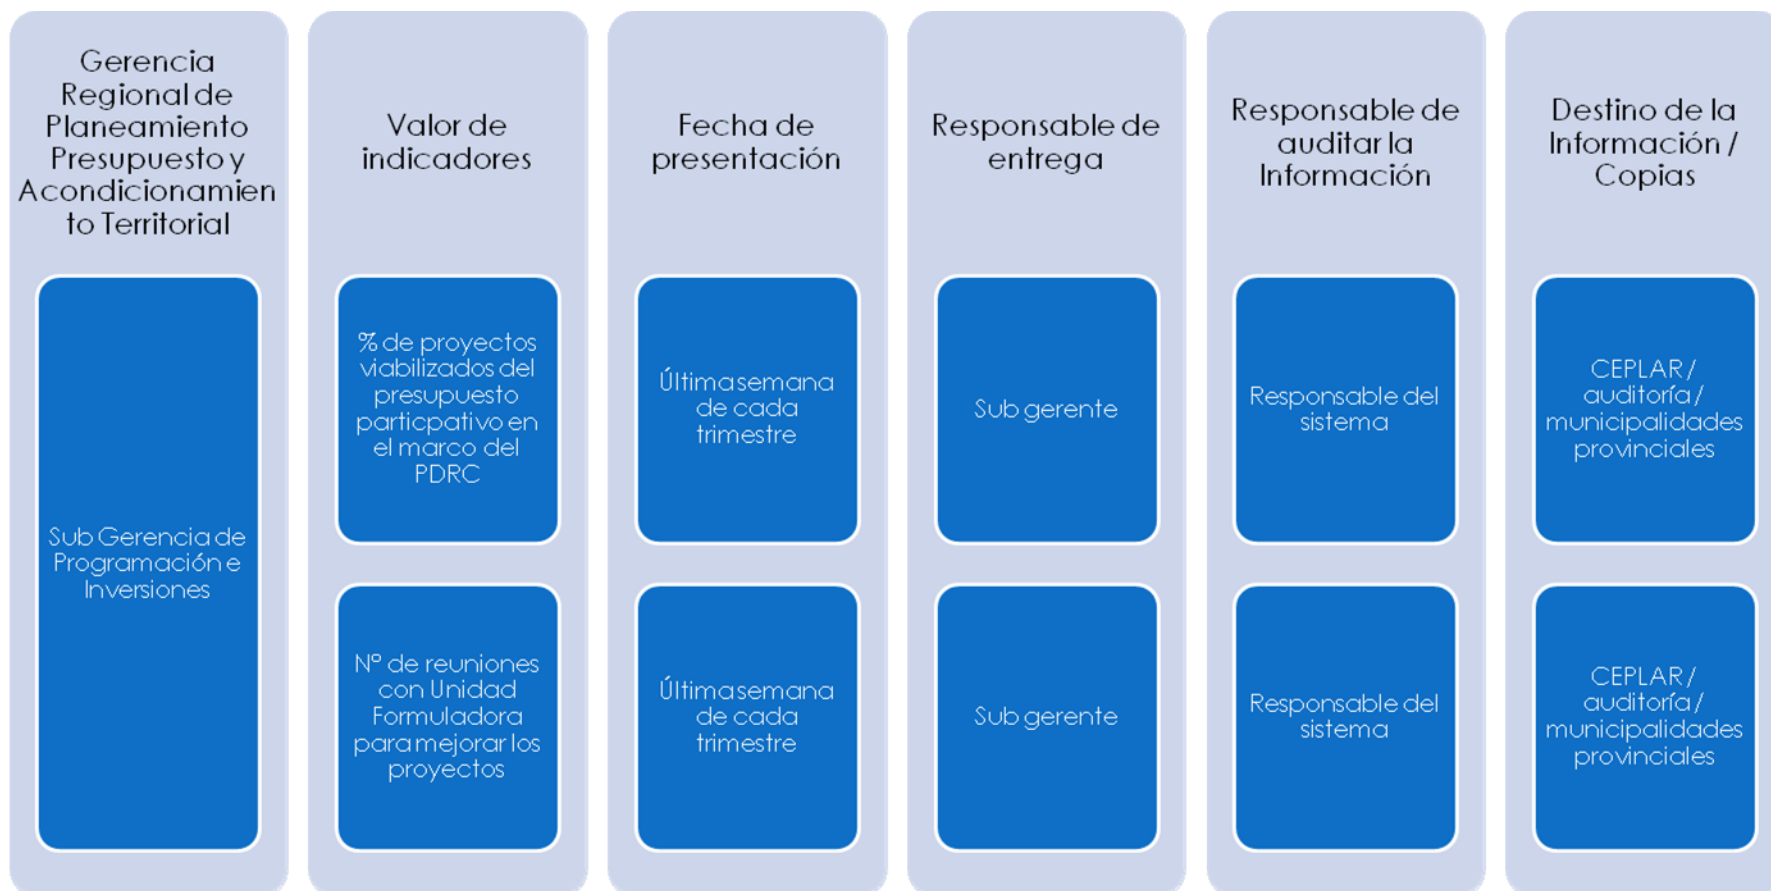 Gerencia
Regional de
Planeamiento
Presupuesto y
Acondicionamien
to Territorial
Sub Gerencia de
Programación e
Inversiones
Valor de
indicadores
% de proyectos
viabilizados del
presupuesto
particpativo en
el marco del
PDRC
N° de reuniones
con Unidad
Formuladora
para mejorar los
proyectos
Fecha de
presentación
Última semana
de cada
trimestre
Última semana
de cada
trimestre
Responsable de
entrega
Sub gerente
Sub gerente
Responsable de
auditar la
Información
Responsable del
sistema
Responsable del
sistema
Destino de la
Información /
Copias
CEPLAR /
auditoría /
municipalidades
provinciales
CEPLAR /
auditoría /
municipalidades
provinciales